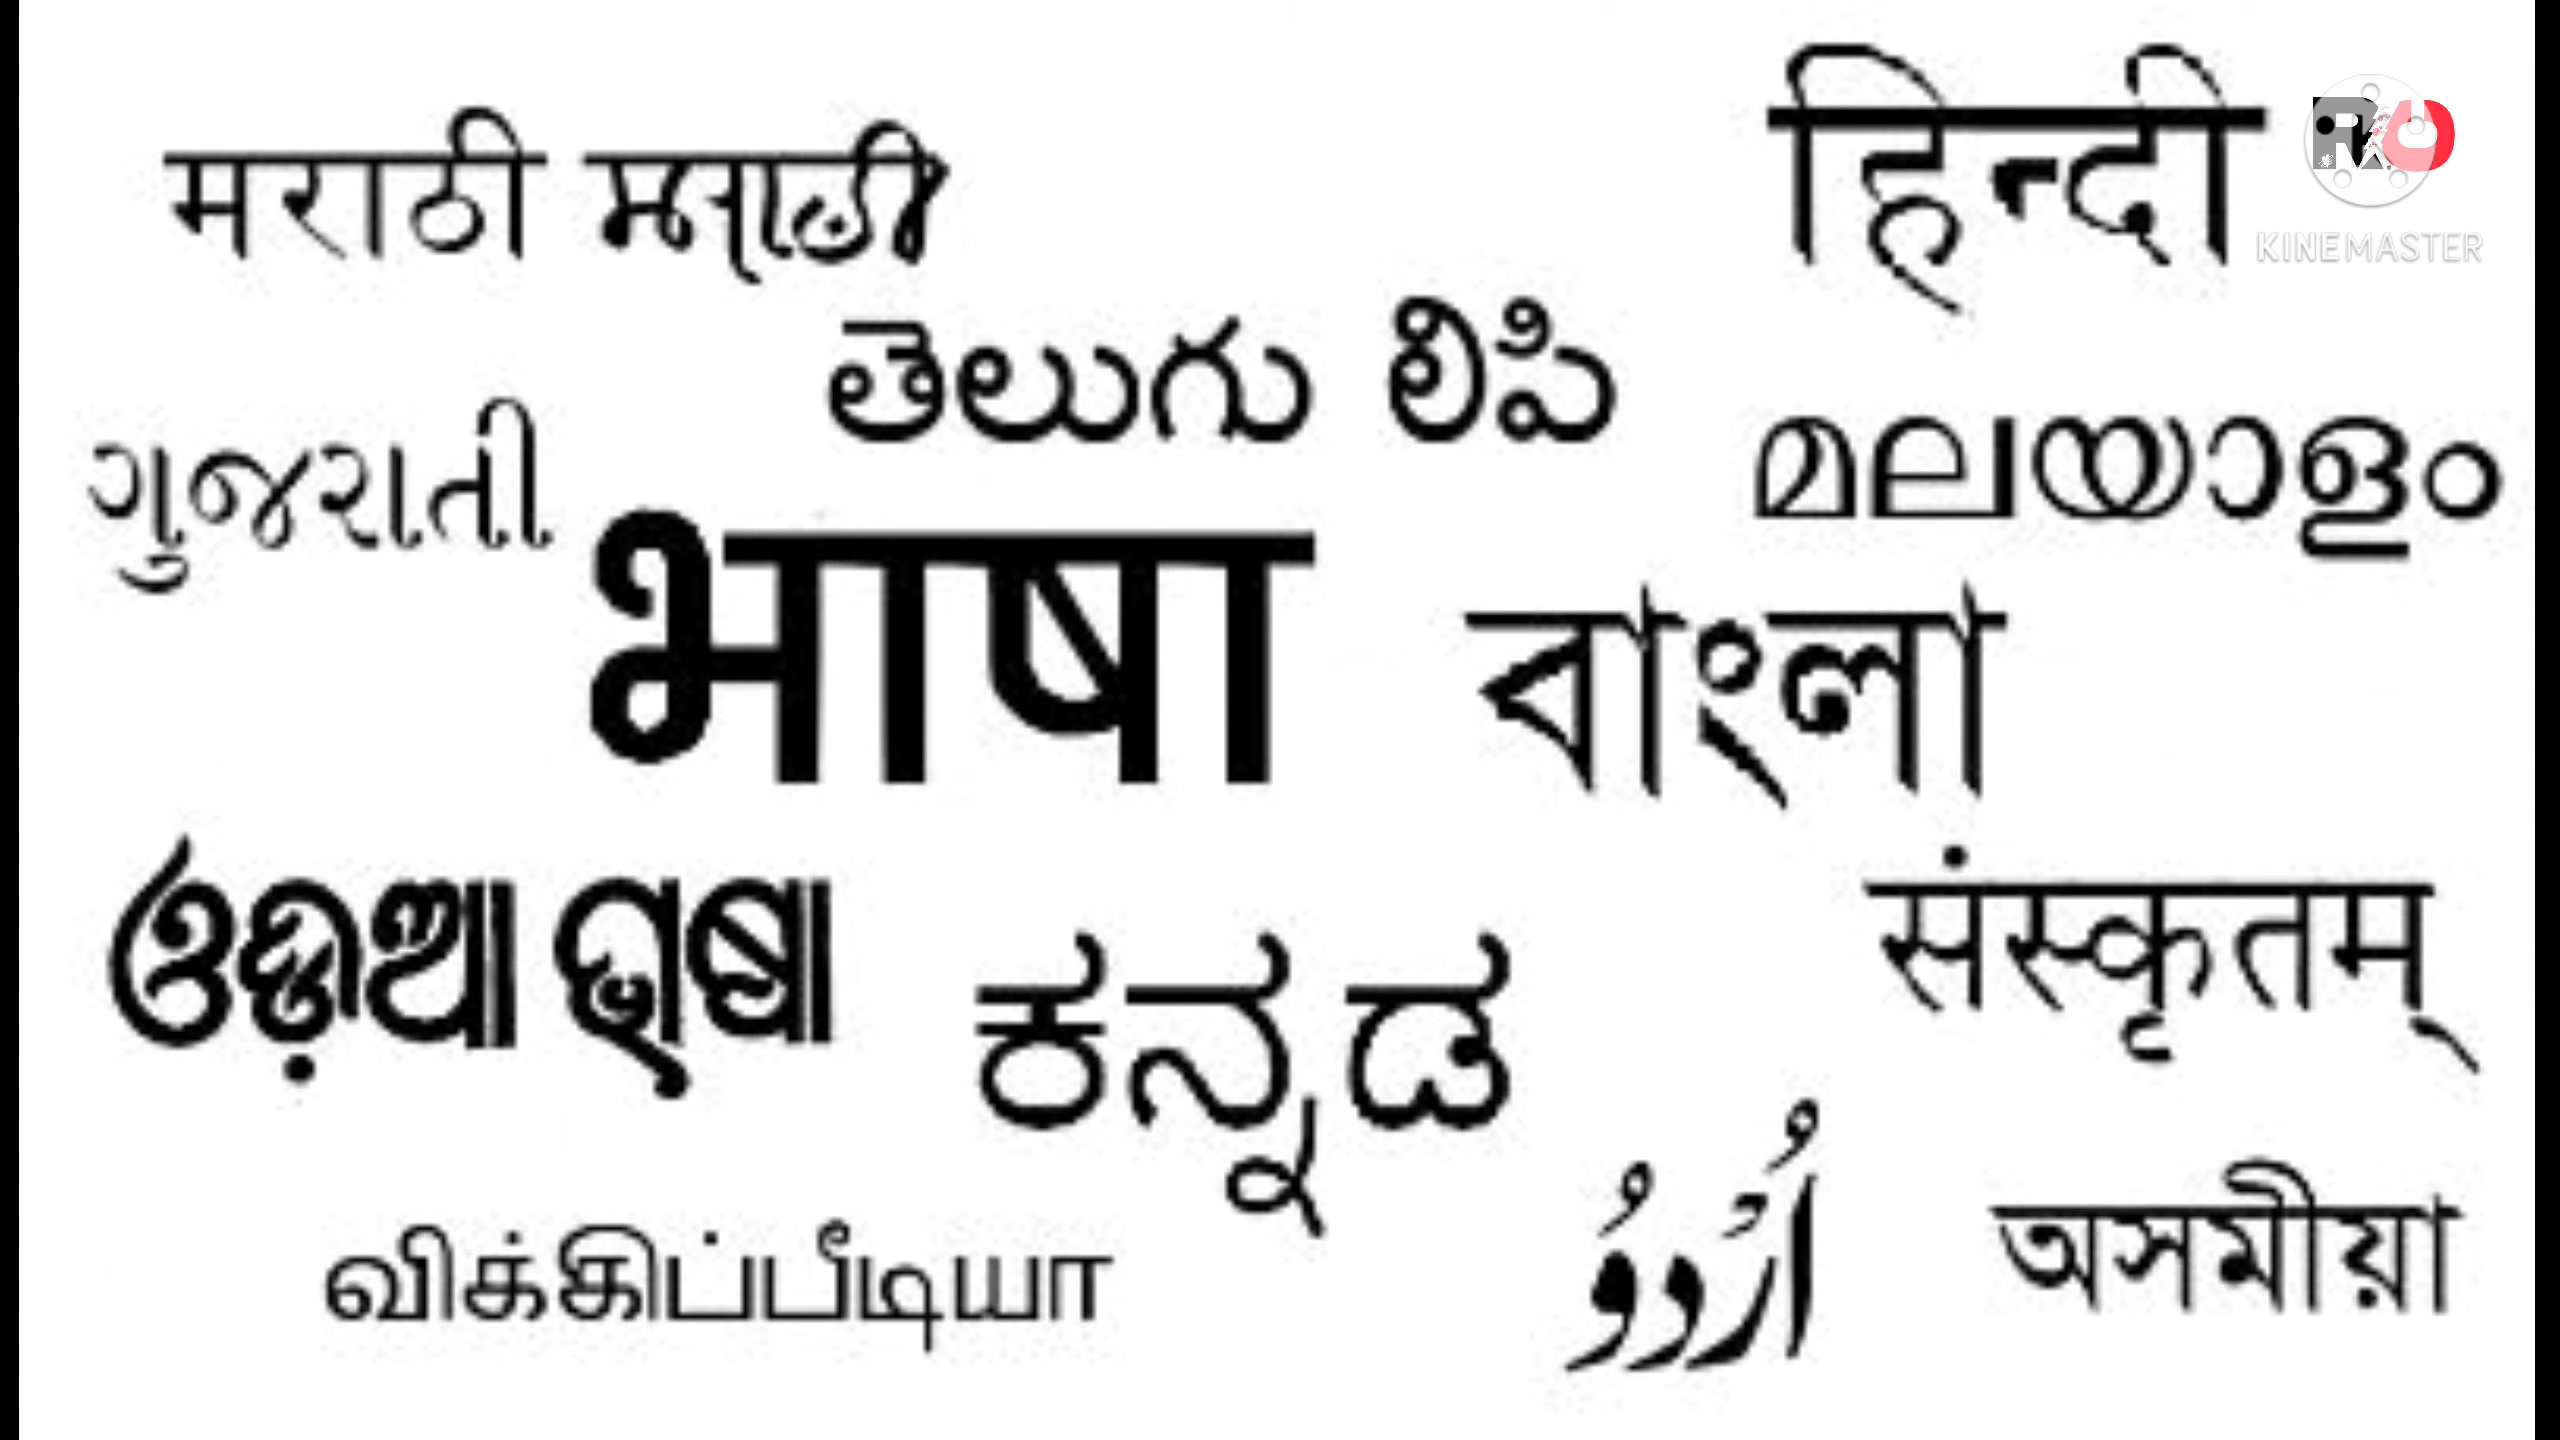 मराठी मराठी
हिन्दी
KINEMASTER
తెలుగు లిపి
ગુજરાતી
മലയാളം
भाषा
বাংলা
ଓଡ଼ିଆ ଭାଷା
ಕನ್ನಡ
संस्कृतम्
اُردوُ
অসমীয়া
விக்கிப்பீடியா